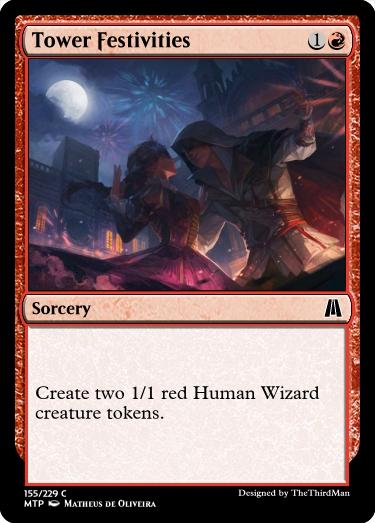 Tower Festivities 1
Sorcery
Create two 1/1 red Human Wizard
creature tokens.
155/229 C
MTP Matheus de Oliveira
Designed by TheThirdMan